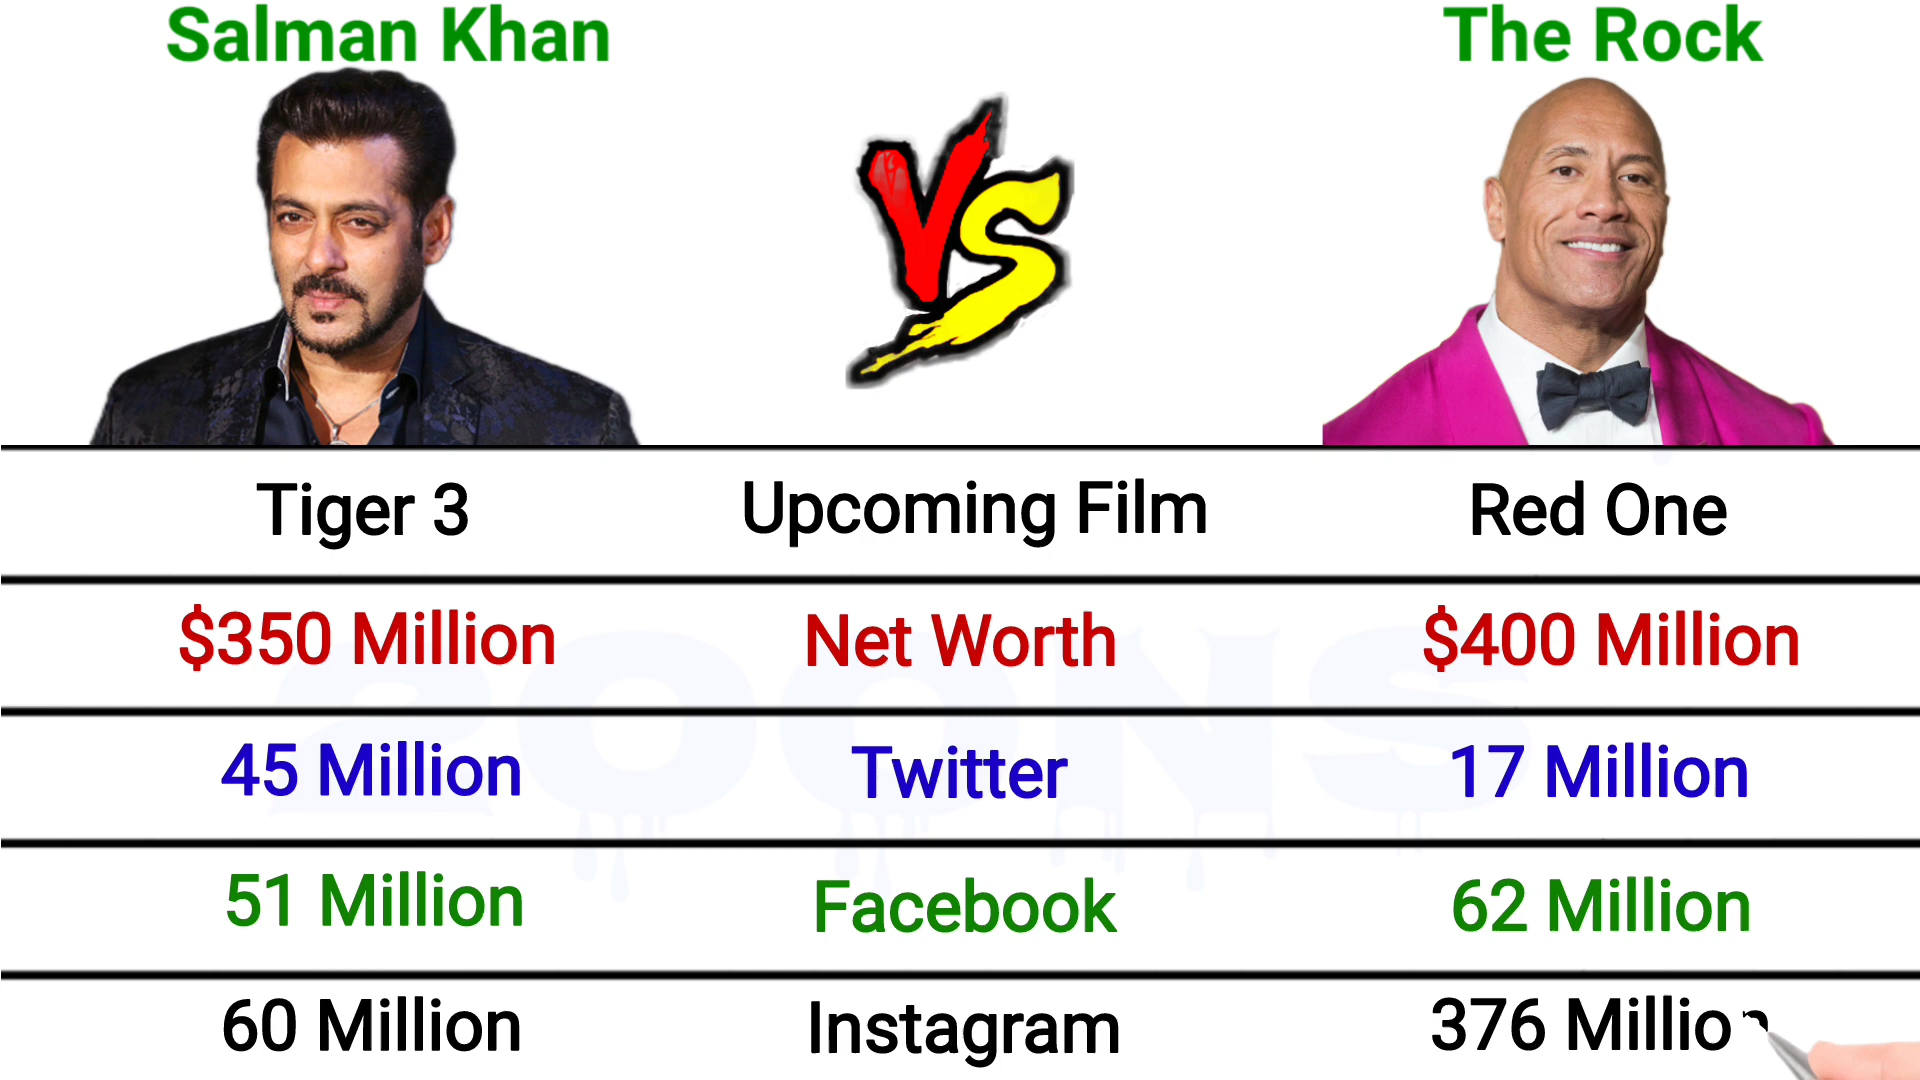 Salman Khan
The Rock
VS
Tiger 3 Upcoming Film Red One
$350 Million Net Worth $400 Million
45 Million Twitter 17 Million
51 Million Facebook 62 Million
60 Million Instagram 376 Million